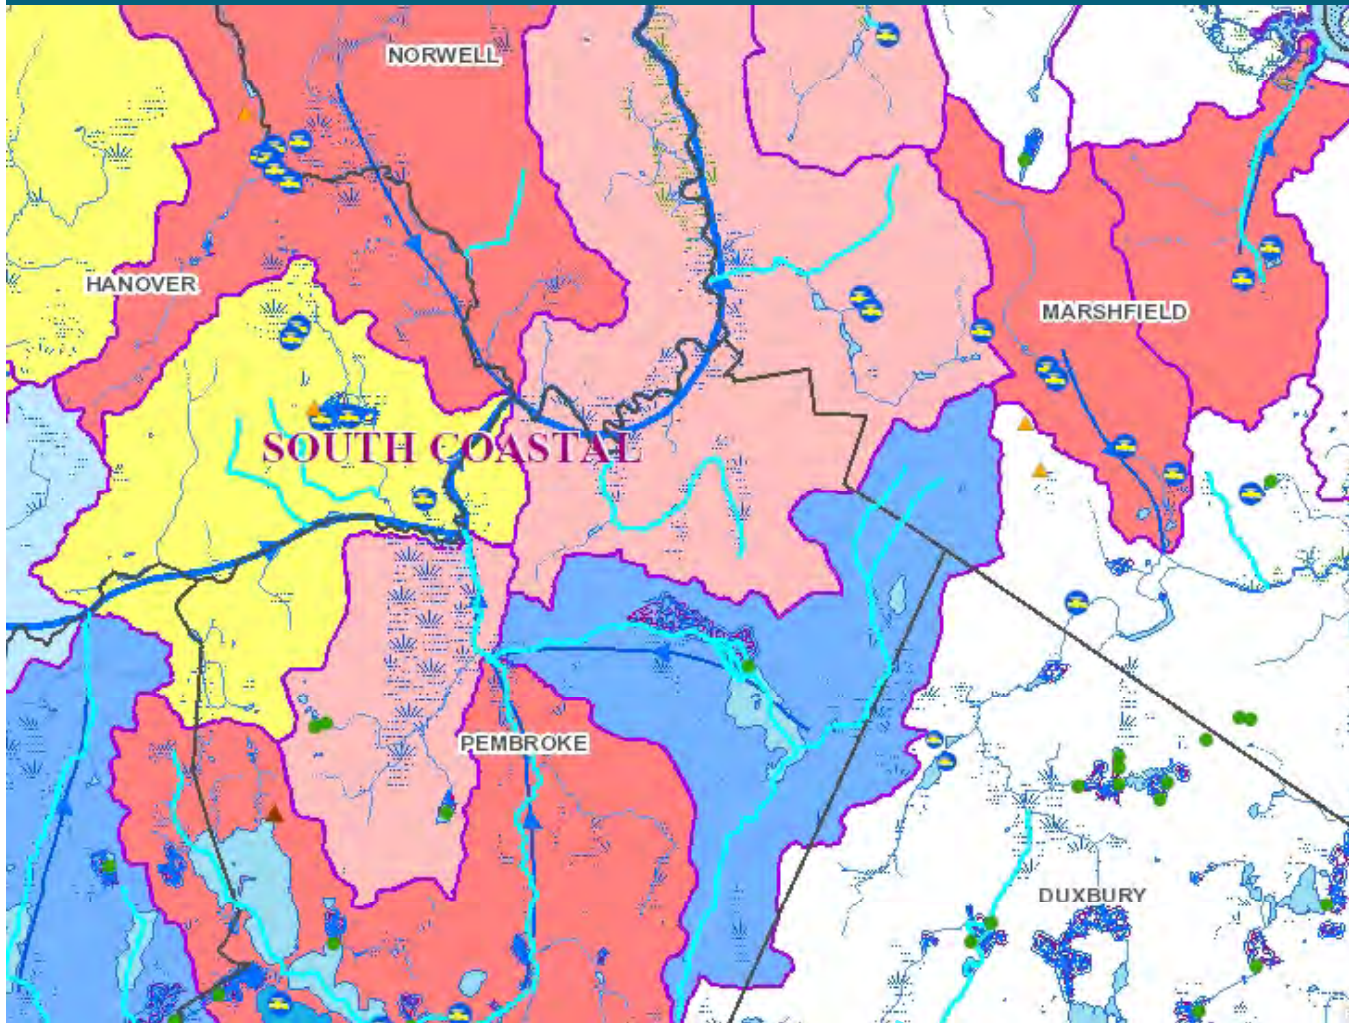 NORWELL
HANOVER
MARSHFIELD
SOUTH COASTAL
PEMBROKE
DUXBURY